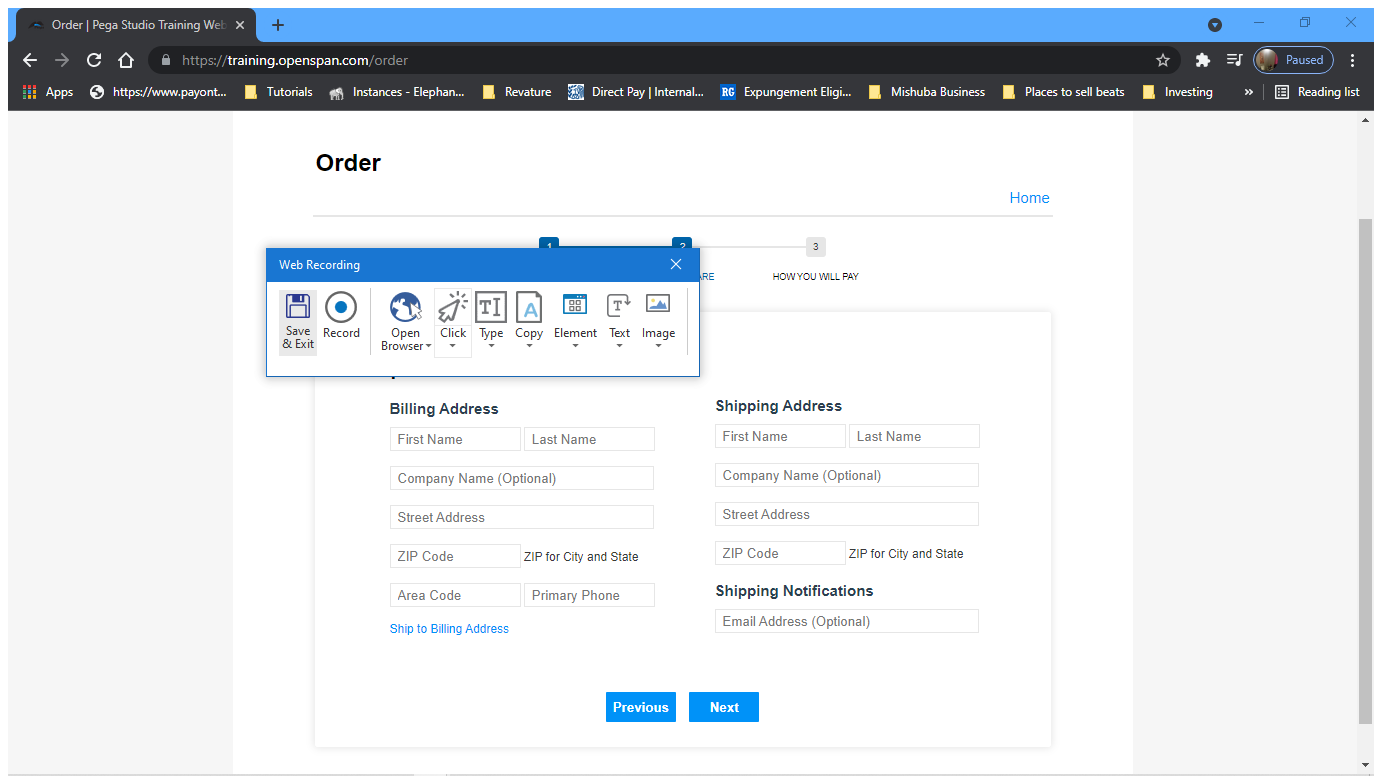 Order | Pega Studio Training Web
https://training.openspan.com/order
Paused
Apps https://www.payont... Tutorials Instances - Elephan... Revature Direct Pay | Internal... RG Expungement Eligi... Mishuba Business Places to sell beats Investing » Reading list
Order
Home
1 2 3
ARE HOW YOU WILL PAY
Web Recording
Save & Exit
Record
Open Browser
Click
Type
Copy
Element
Text
Image
Billing Address
First Name Last Name
Company Name (Optional)
Street Address
ZIP Code ZIP for City and State
Area Code Primary Phone
Ship to Billing Address
Shipping Address
First Name Last Name
Company Name (Optional)
Street Address
ZIP Code ZIP for City and State
Shipping Notifications
Email Address (Optional)
Previous Next